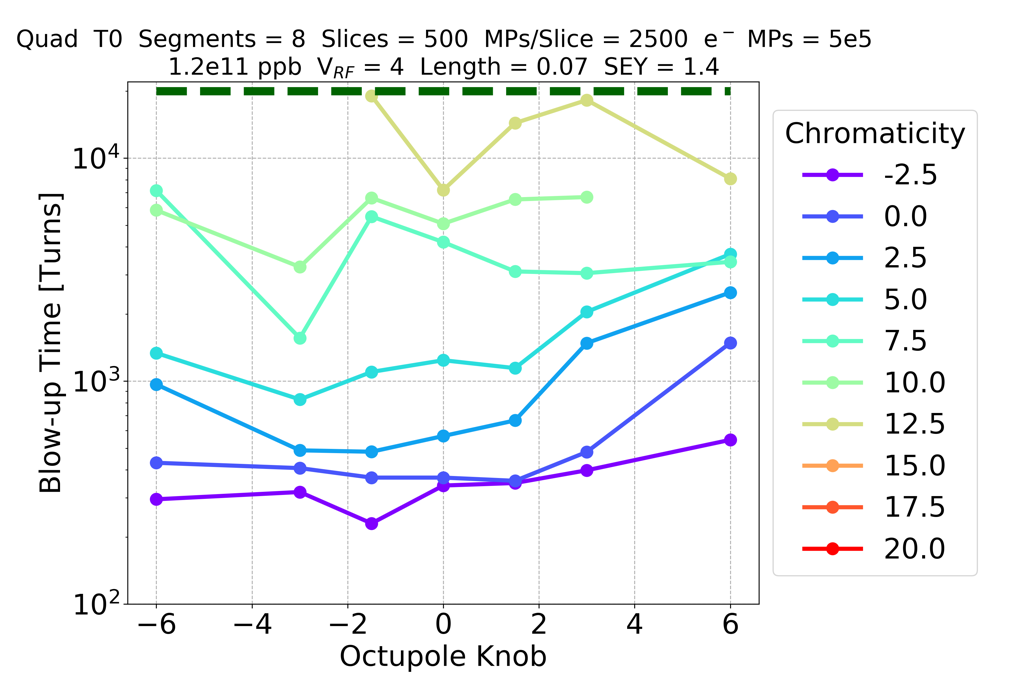 Quad T0 Segments = 8 Slices = 500 MPs/Slice = 2500 e⁻ MPs = 5e5
1.2e11 ppb V_RF = 4 Length = 0.07 SEY = 1.4
Blow-up Time [Turns]
10⁴
10³
10²
−6 −4 −2 0 2 4 6
Octupole Knob
Chromaticity
-2.5
0.0
2.5
5.0
7.5
10.0
12.5
15.0
17.5
20.0